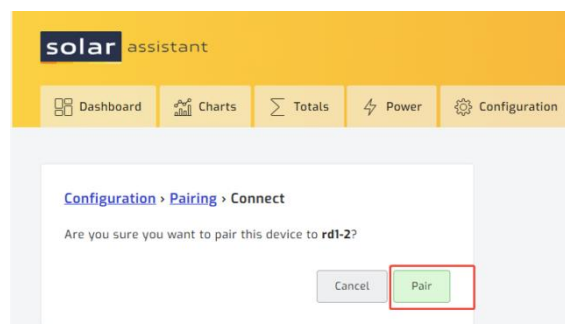 solar assistant
Dashboard Charts Totals Power Configuration
Configuration › Pairing › Connect
Are you sure you want to pair this device to rd1-2?
Cancel Pair